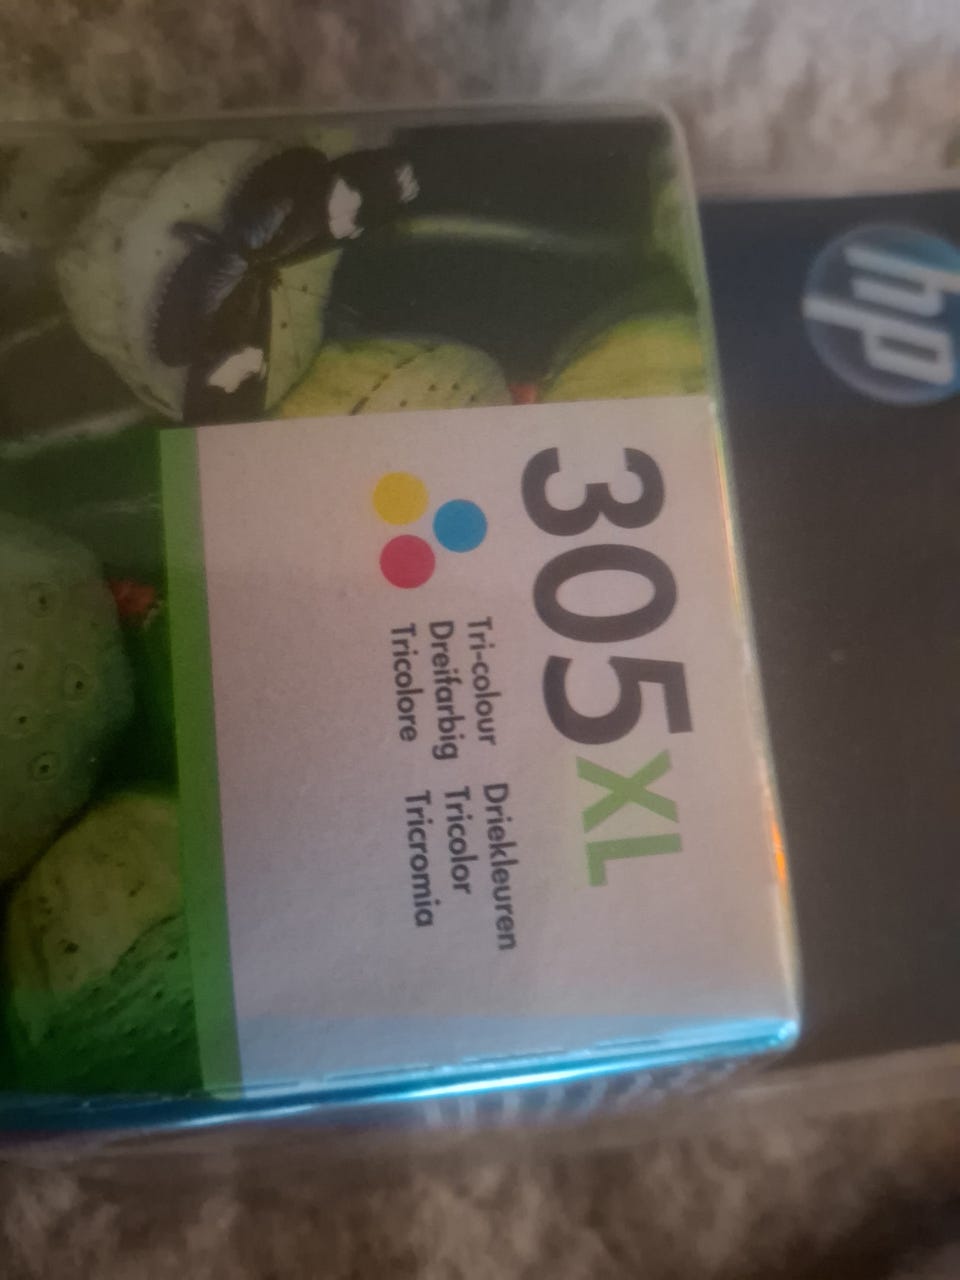 hp
305XL
Tri-colour Driekleuren
Dreifarbig Tricolor
Tricolore Tricromia